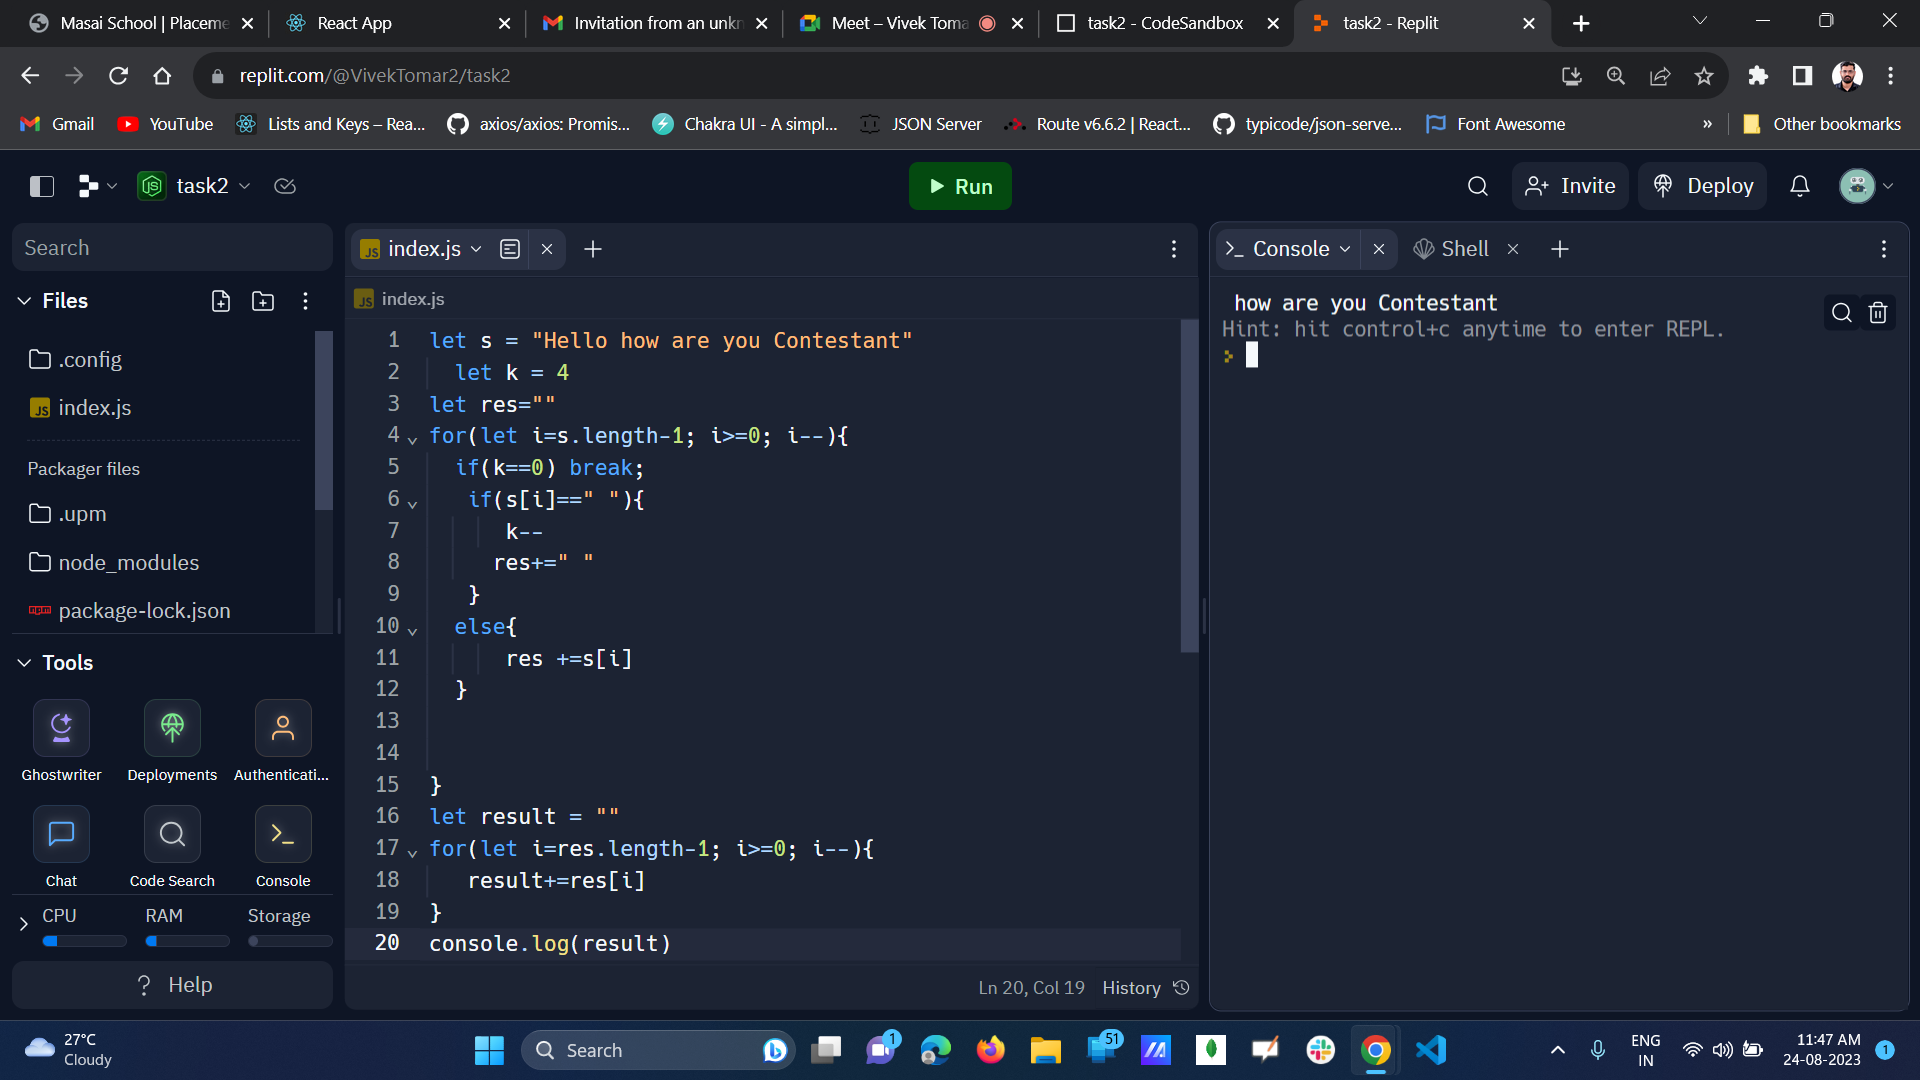 Masai School | Placeme
React App
Invitation from an unkn
Meet – Vivek Toma
task2 - CodeSandbox
task2 - Replit
replit.com/@VivekTomar2/task2
Gmail
YouTube
Lists and Keys – Rea...
axios/axios: Promis...
Chakra UI - A simpl...
JSON Server
Route v6.6.2 | React...
typicode/json-serve...
Font Awesome
»
Other bookmarks
task2
Run
Invite
Deploy
Search
Files
.config
JS index.js
Packager files
.upm
node_modules
npm package-lock.json
Tools
Ghostwriter
Deployments
Authenticati...
Chat
Code Search
Console
CPU
RAM
Storage
? Help
JS index.js
JS index.js
1 let s = "Hello how are you Contestant"
2 let k = 4
3 let res=""
4 for(let i=s.length-1; i>=0; i--){
5 if(k==0) break;
6 if(s[i]==" "){
7 k--
8 res+=" "
9 }
10 else{
11 res +=s[i]
12 }
13
14
15 }
16 let result = ""
17 for(let i=res.length-1; i>=0; i--){
18 result+=res[i]
19 }
20 console.log(result)
Ln 20, Col 19
History
Console
Shell
how are you Contestant
Hint: hit control+c anytime to enter REPL.
27°C
Cloudy
Search
1
51
ENG
IN
11:47 AM
24-08-2023
1